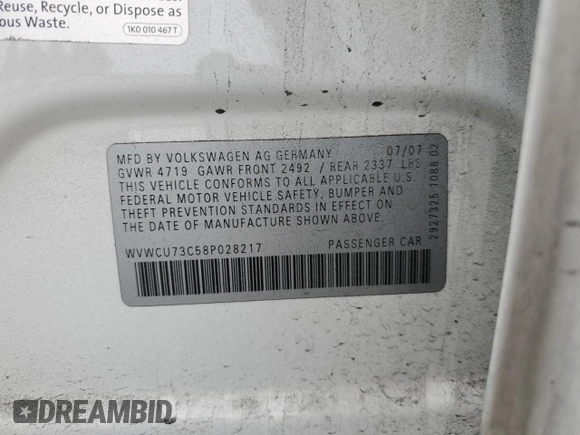 Reuse, Recycle, or Dispose as
ous Waste.
1K0 010 467 T
MFD BY VOLKSWAGEN AG GERMANY 07/07
GVWR 4719 GAWR FRONT 2492 / REAR 2337 LBS
THIS VEHICLE CONFORMS TO ALL APPLICABLE U.S.
FEDERAL MOTOR VEHICLE SAFETY, BUMPER AND
THEFT PREVENTION STANDARDS IN EFFECT ON
THE DATE OF MANUFACTURE SHOWN ABOVE.
WVWCU73C58P028217 PASSENGER CAR
2927325 1088 02
DREAMBID